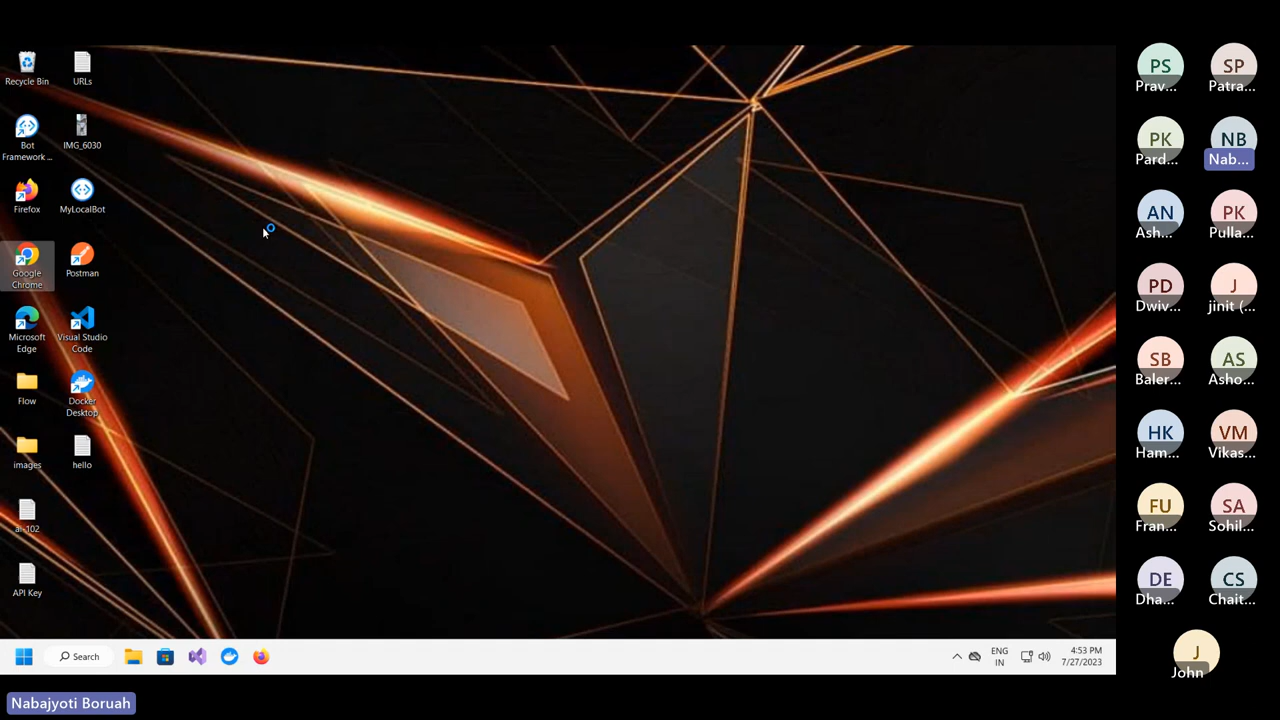 Recycle Bin
URLs
Bot
Framework ...
IMG_6030
Firefox
MyLocalBot
Google
Chrome
Postman
Microsoft
Edge
Visual Studio
Code
Flow
Docker
Desktop
images
hello
ai-102
API Key
Search
ENG
IN
4:53 PM
7/27/2023
PS
Prav...
SP
Patra...
PK
Pard...
NB
Nab...
AN
Ash...
PK
Pulla...
PD
Dwiv...
J
jinit (...
SB
Baler...
AS
Asho...
HK
Ham...
VM
Vikas...
FU
Fran...
SA
Sohil...
DE
Dha...
CS
Chait...
J
John
Nabajyoti Boruah